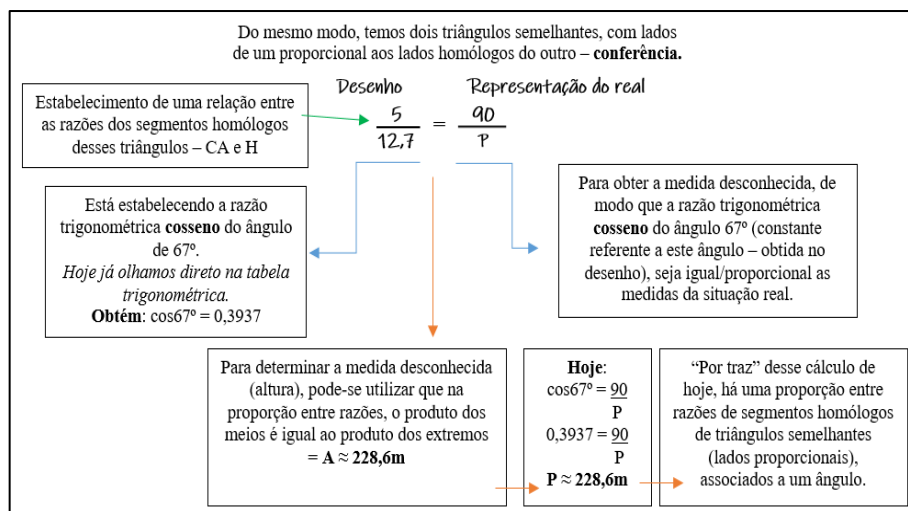 Do mesmo modo, temos dois triângulos semelhantes, com lados
de um proporcional aos lados homólogos do outro – conferência.
Desenho
Representação do real
Estabelecimento de uma relação entre
as razões dos segmentos homólogos
desses triângulos – CA e H
5
12,7
=
90
P
Está estabelecendo a razão
trigonométrica cosseno do ângulo
de 67º.
Hoje já olhamos direto na tabela
trigonométrica.
Obtém: cos67º = 0,3937
Para obter a medida desconhecida, de
modo que a razão trigonométrica
cosseno do ângulo 67º (constante
referente a este ângulo – obtida no
desenho), seja igual/proporcional as
medidas da situação real.
Para determinar a medida desconhecida
(altura), pode-se utilizar que na
proporção entre razões, o produto dos
meios é igual ao produto dos extremos
= A ≈ 228,6m
Hoje:
cos67º = 90
P
0,3937 = 90
P
P ≈ 228,6m
“Por traz” desse cálculo de
hoje, há uma proporção entre
razões de segmentos homólogos
de triângulos semelhantes
(lados proporcionais),
associados a um ângulo.